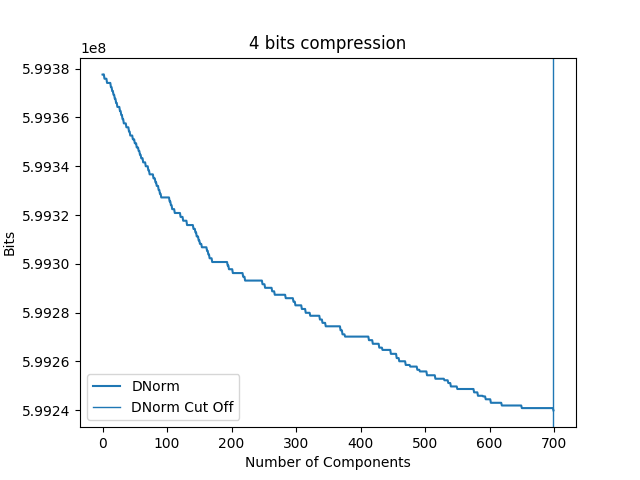 4 bits compression
1e8
5.9938
5.9936
5.9934
5.9932
5.9930
5.9928
5.9926
5.9924
Bits
DNorm
DNorm Cut Off
0 100 200 300 400 500 600 700
Number of Components